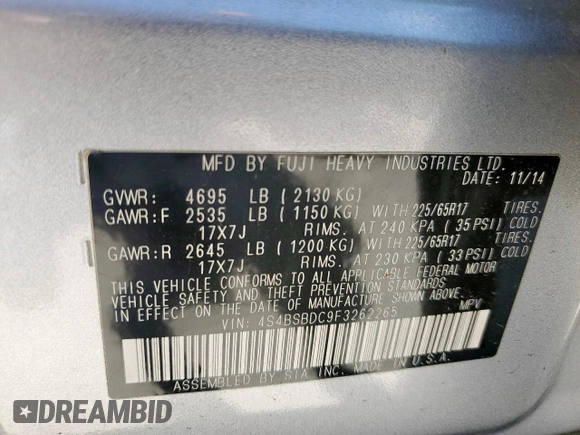 MFD BY FUJI HEAVY INDUSTRIES LTD.
DATE: 11/14
GVWR: 4695 LB (2130 KG)
GAWR:F 2535 LB (1150 KG) WITH 225/65R17 TIRES.
17X7J RIMS. AT 240 KPA (35 PSI) COLD
GAWR:R 2645 LB (1200 KG) WITH 225/65R17 TIRES.
17X7J RIMS. AT 230 KPA (33 PSI) COLD
THIS VEHICLE CONFORMS TO ALL APPLICABLE FEDERAL MOTOR
VEHICLE SAFETY AND THEFT PREVENTION STANDARDS
IN EFFECT ON THE DATE OF MANUFACTURE SHOWN ABOVE.
VIN: 4S4BSBDC9F3262265 MPV
ASSEMBLED BY SIA INC. MADE IN U.S.A.
DREAMBID